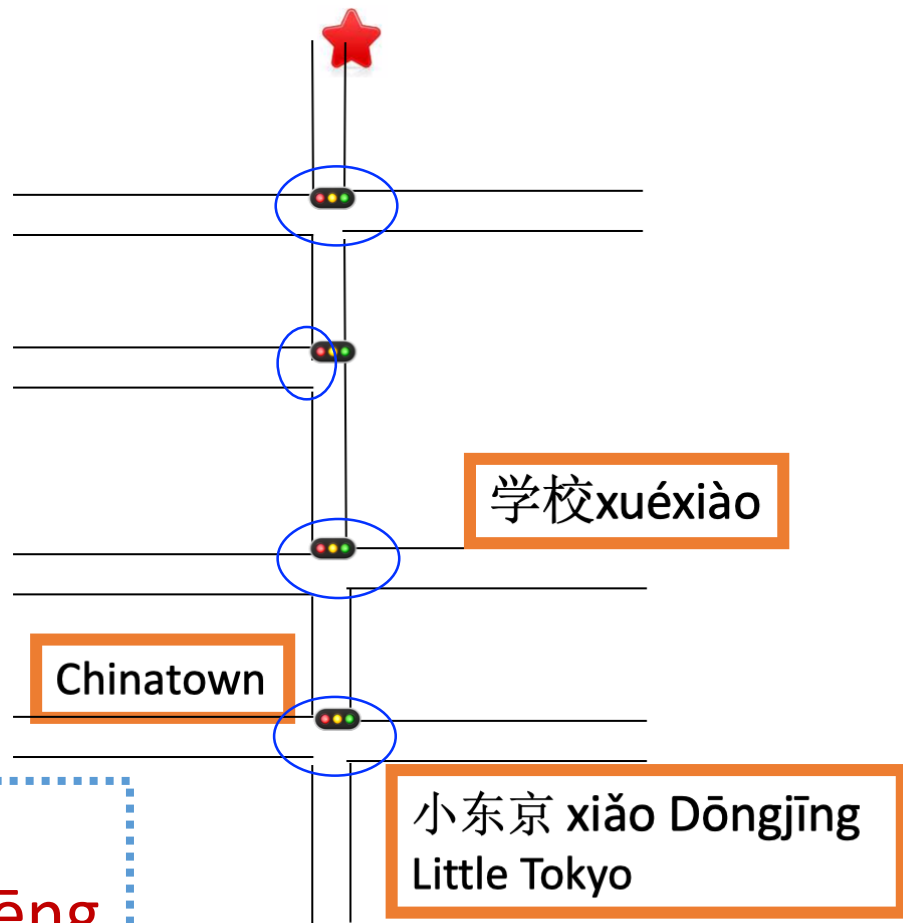 学校xuéxiào
Chinatown
小东京 xiǎo Dōngjīng
Little Tokyo